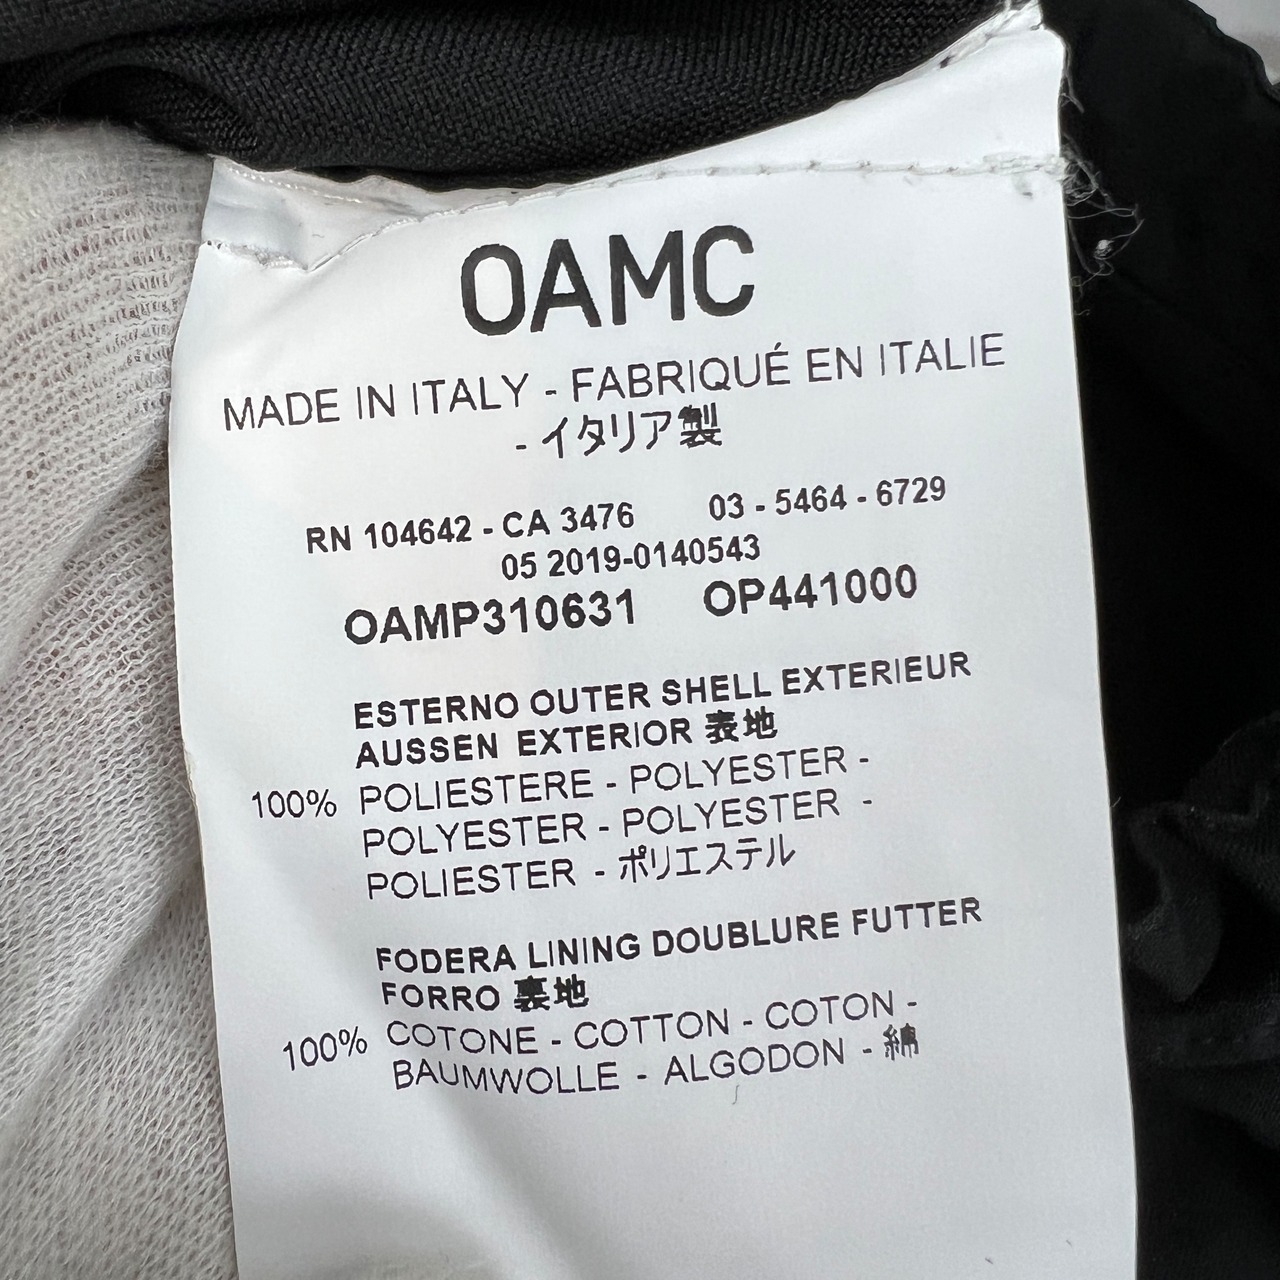 OAMC
MADE IN ITALY - FABRIQUÉ EN ITALIE
- イタリア製
RN 104642 - CA 3476 03 - 5464 - 6729
05 2019-0140543
OAMP310631 OP441000
ESTERNO OUTER SHELL EXTERIEUR
AUSSEN EXTERIOR 表地
100% POLIESTERE - POLYESTER -
POLYESTER - POLYESTER -
POLIESTER - ポリエステル
FODERA LINING DOUBLURE FUTTER
FORRO 裏地
100% COTONE - COTTON - COTON -
BAUMWOLLE - ALGODON - 綿